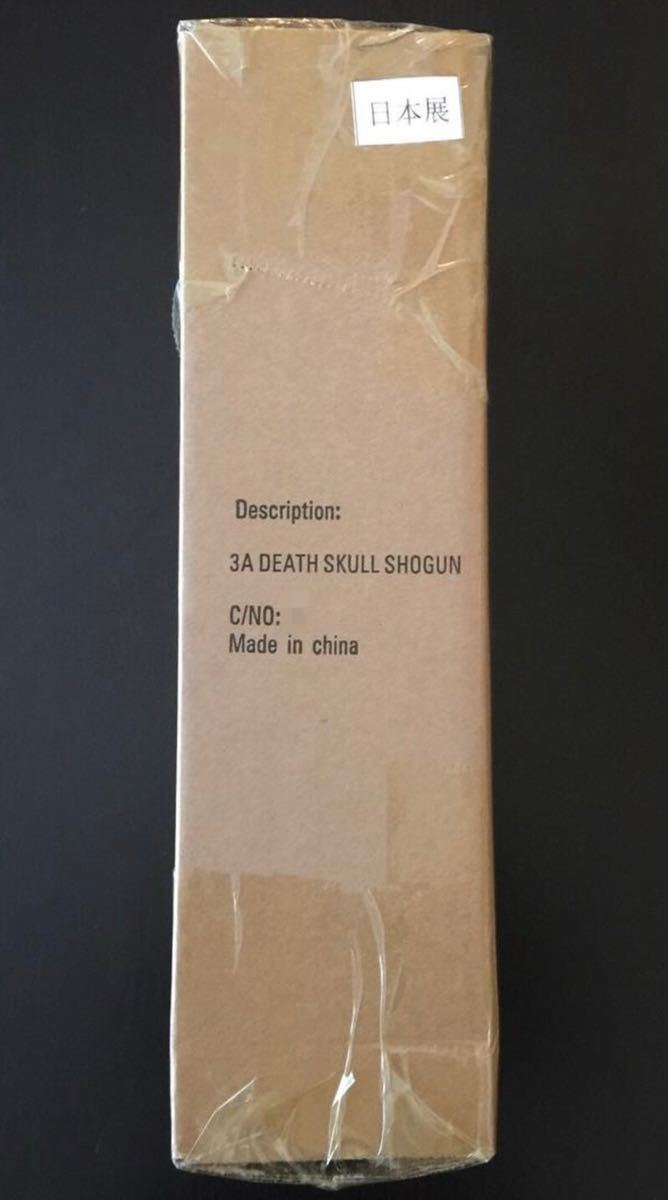 日本展
Description:
3A DEATH SKULL SHOGUN
C/NO:
Made in china